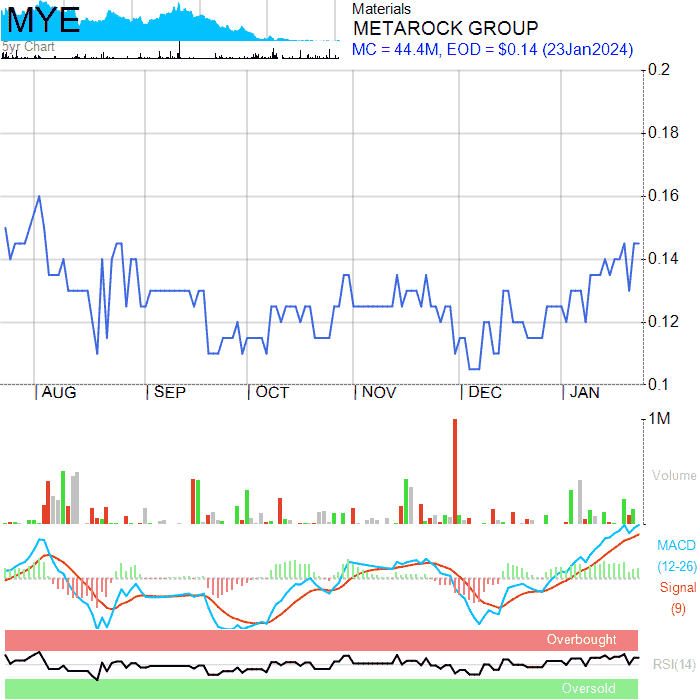 MYE
5yr Chart
Materials
METAROCK GROUP
MC = 44.4M, EOD = $0.14 (23Jan2024)
0.2
0.18
0.16
0.14
0.12
0.1
AUG SEP OCT NOV DEC JAN
1M
Volume
MACD
(12-26)
Signal
(9)
Overbought
RSI(14)
Oversold